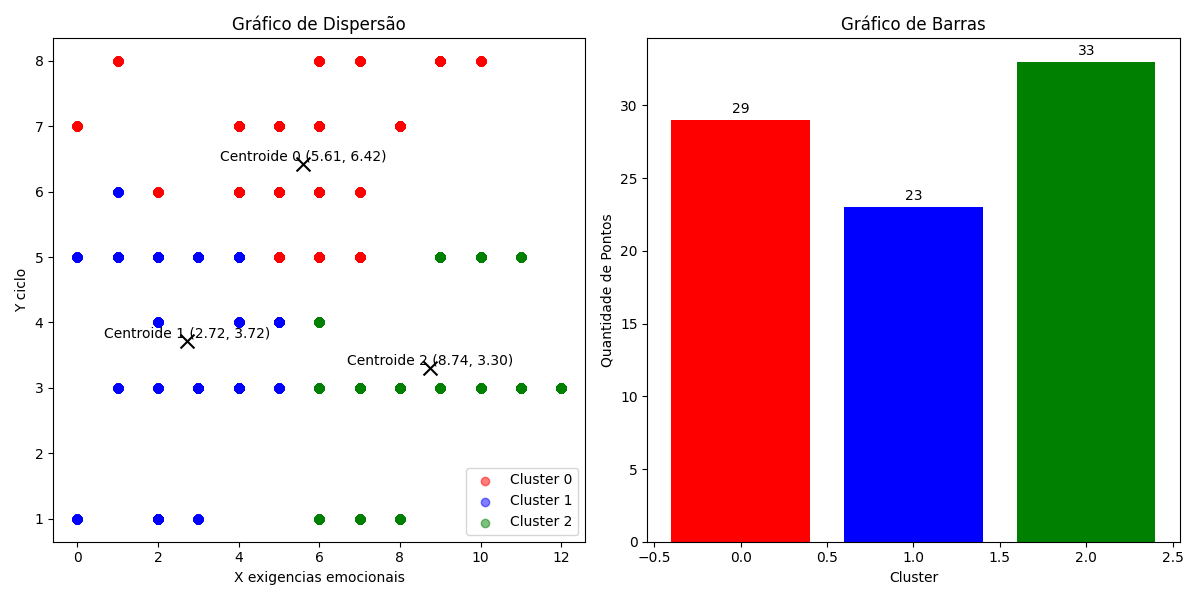 Gráfico de Dispersão
8
7
6
5
4
3
2
1
Y ciclo
Centroide 0 (5.61, 6.42)
Centroide 1 (2.72, 3.72)
Centroide 2 (8.74, 3.30)
Cluster 0
Cluster 1
Cluster 2
0 2 4 6 8 10 12
X exigencias emocionais
Gráfico de Barras
30
25
20
15
10
5
0
Quantidade de Pontos
29
23
33
−0.5 0.0 0.5 1.0 1.5 2.0 2.5
Cluster